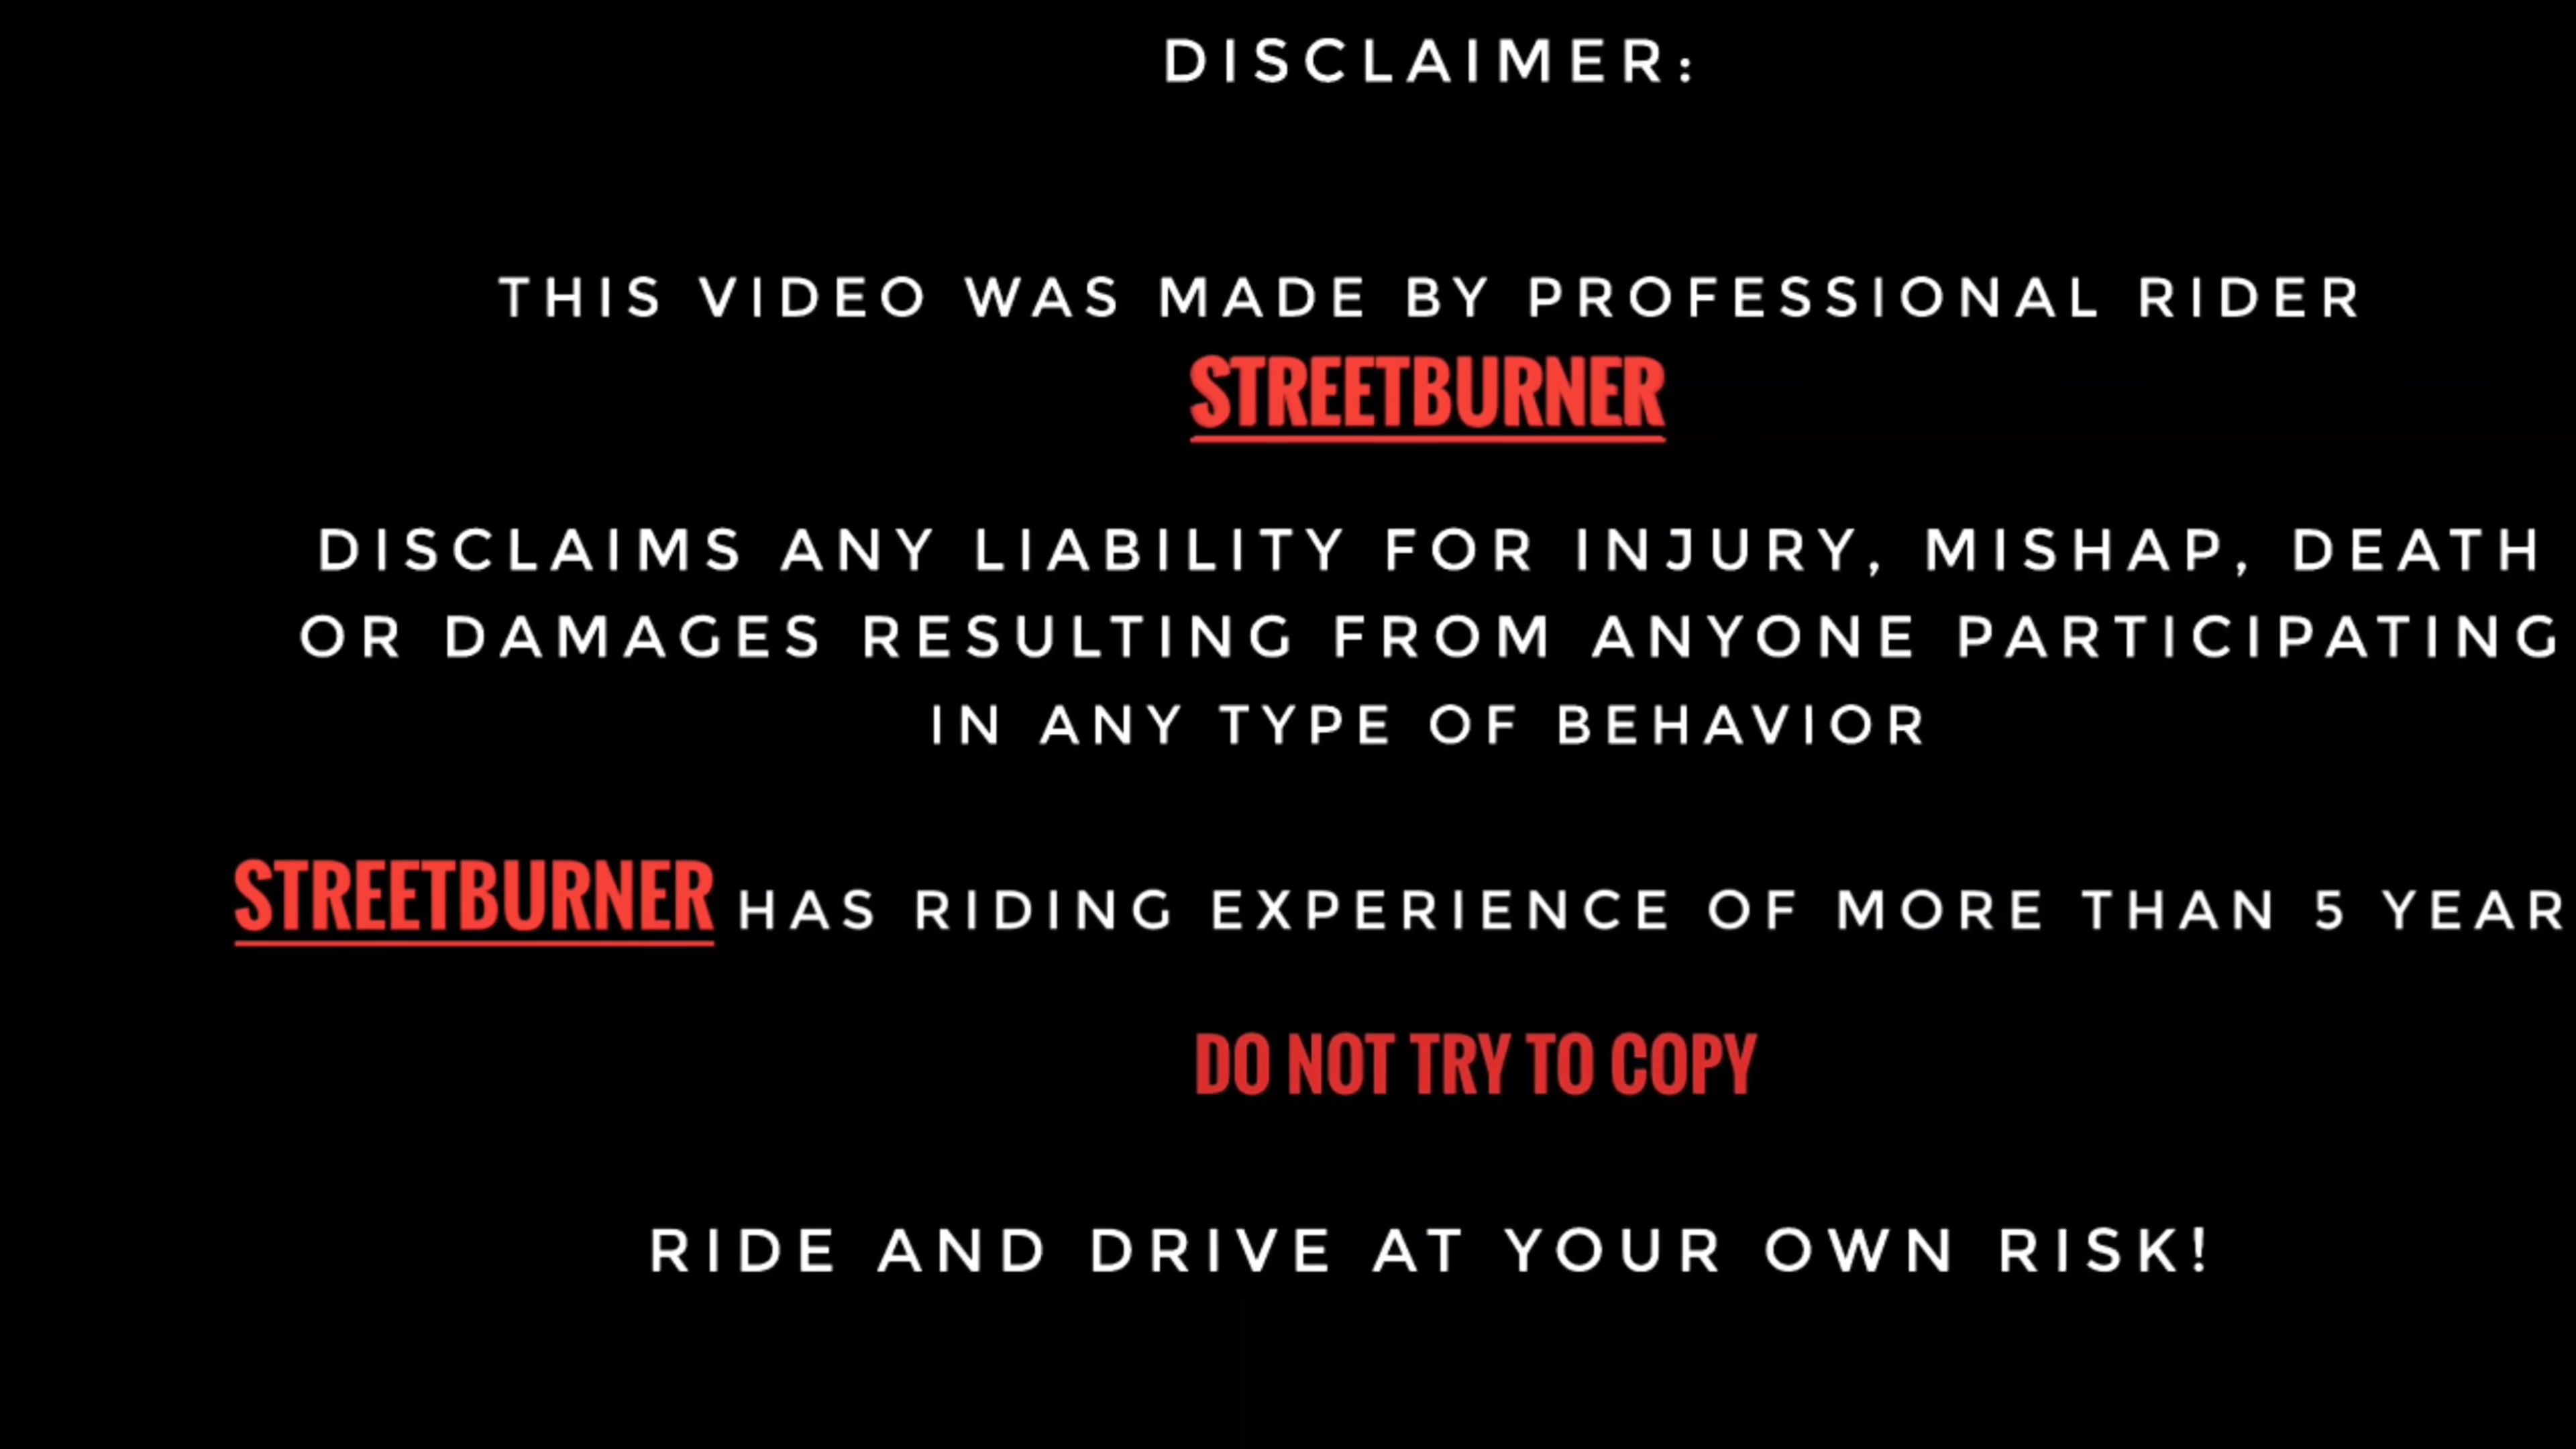 DISCLAIMER:
THIS VIDEO WAS MADE BY PROFESSIONAL RIDER
STREETBURNER
DISCLAIMS ANY LIABILITY FOR INJURY, MISHAP, DEATH
OR DAMAGES RESULTING FROM ANYONE PARTICIPATING
IN ANY TYPE OF BEHAVIOR
STREETBURNER HAS RIDING EXPERIENCE OF MORE THAN 5 YEAR
DO NOT TRY TO COPY
RIDE AND DRIVE AT YOUR OWN RISK!